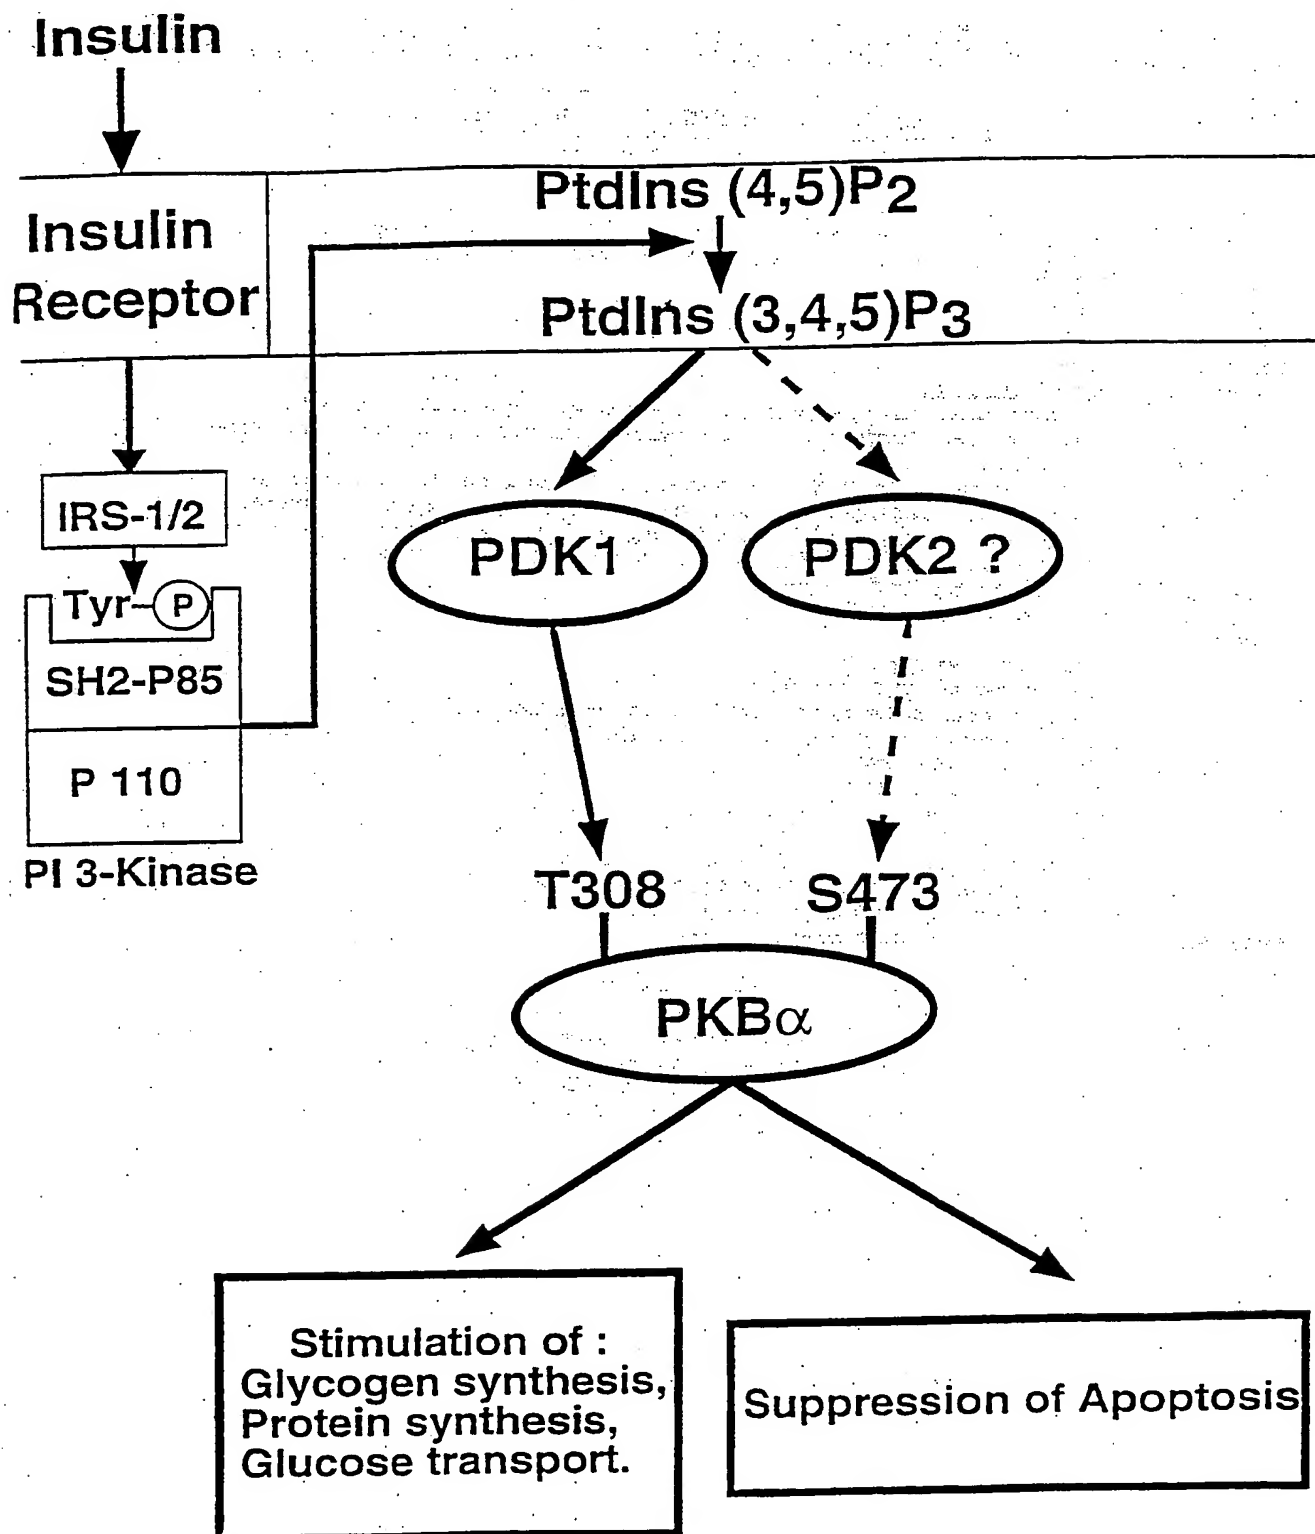 Insulin
Insulin
Receptor
PtdIns (4,5)P2
PtdIns (3,4,5)P3
IRS-1/2
Tyr-P
SH2-P85
P 110
PI 3-Kinase
PDK1
PDK2 ?
T308
S473
PKBα
Stimulation of :
Glycogen synthesis,
Protein synthesis,
Glucose transport.
Suppression of Apoptosis